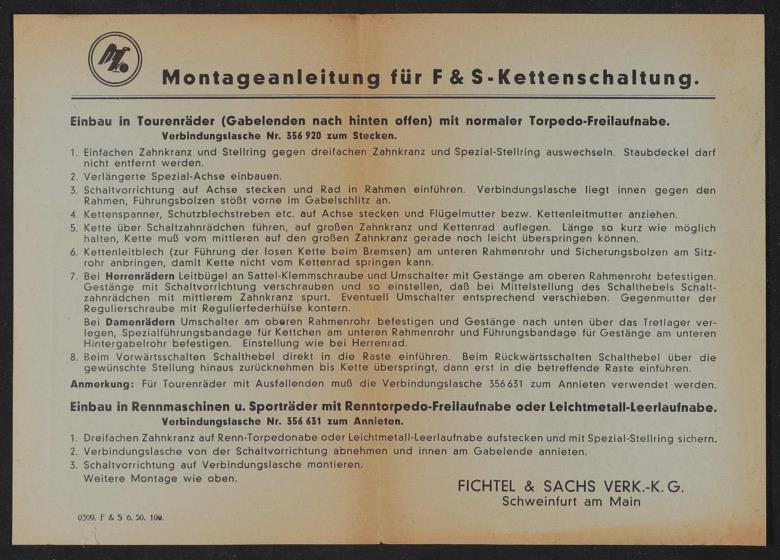 Montageanleitung für F & S-Kettenschaltung.
Einbau in Tourenräder (Gabelenden nach hinten offen) mit normaler Torpedo-Freilaufnabe.
Verbindungslasche Nr. 356 920 zum Stecken.
1. Einfachen Zahnkranz und Stellring gegen dreifachen Zahnkranz und Spezial-Stellring auswechseln. Staubdeckel darf
nicht entfernt werden.
2. Verlängerte Spezial-Achse einbauen.
3. Schaltvorrichtung auf Achse stecken und Rad in Rahmen einführen. Verbindungslasche liegt innen gegen den
Rahmen, Führungsbolzen stößt vorne im Gabelschlitz an.
4. Kettenspanner, Schutzblechstreben etc. auf Achse stecken und Flügelmutter bezw. Kettenleitmutter anziehen.
5. Kette über Schaltzahnrädchen führen, auf großen Zahnkranz und Kettenrad auflegen. Länge so kurz wie möglich
halten, Kette muß vom mittleren auf den großen Zahnkranz gerade noch leicht überspringen können.
6. Kettenleitblech (zur Führung der losen Kette beim Bremsen) am unteren Rahmenrohr und Sicherungsbolzen am Sitz-
rohr anbringen, damit Kette nicht vom Kettenrad springen kann.
7. Bei Herrenrädern Leitbügel an Sattel-Klemmschraube und Umschalter mit Gestänge am oberen Rahmenrohr befestigen.
Gestänge mit Schaltvorrichtung verschrauben und so einstellen, daß bei Mittelstellung des Schalthebels Schalt-
zahnrädchen mit mittlerem Zahnkranz spurt. Eventuell Umschalter entsprechend verschieben. Gegenmutter der
Regulierschraube mit Regulierfederhülse kontern.
Bei Damenrädern Umschalter am oberen Rahmenrohr befestigen und Gestänge nach unten über das Tretlager ver-
legen, Spezialführungsbandage für Kettchen am unteren Rahmenrohr und Führungsbandage für Gestänge am unteren
Hintergabelrohr befestigen. Einstellung wie bei Herrenrad.
8. Beim Vorwärtsschalten Schalthebel direkt in die Raste einführen. Beim Rückwärtsschalten Schalthebel über die
gewünschte Stellung hinaus zurücknehmen bis Kette überspringt, dann erst in die betreffende Raste einführen.
Anmerkung: Für Tourenräder mit Ausfallenden muß die Verbindungslasche 356631 zum Annieten verwendet werden.
Einbau in Rennmaschinen u. Sporträder mit Renntorpedo-Freilaufnabe oder Leichtmetall-Leerlaufnabe.
Verbindungslasche Nr. 356 631 zum Annieten.
1. Dreifachen Zahnkranz auf Renn-Torpedonabe oder Leichtmetall-Leerlaufnabe aufstecken und mit Spezial-Stellring sichern.
2. Verbindungslasche von der Schaltvorrichtung abnehmen und innen am Gabelende annieten.
3. Schaltvorrichtung auf Verbindungslasche montieren.
Weitere Montage wie oben.
FICHTEL & SACHS VERK.-K. G.
Schweinfurt am Main
0399. F & S 6. 50. 100.